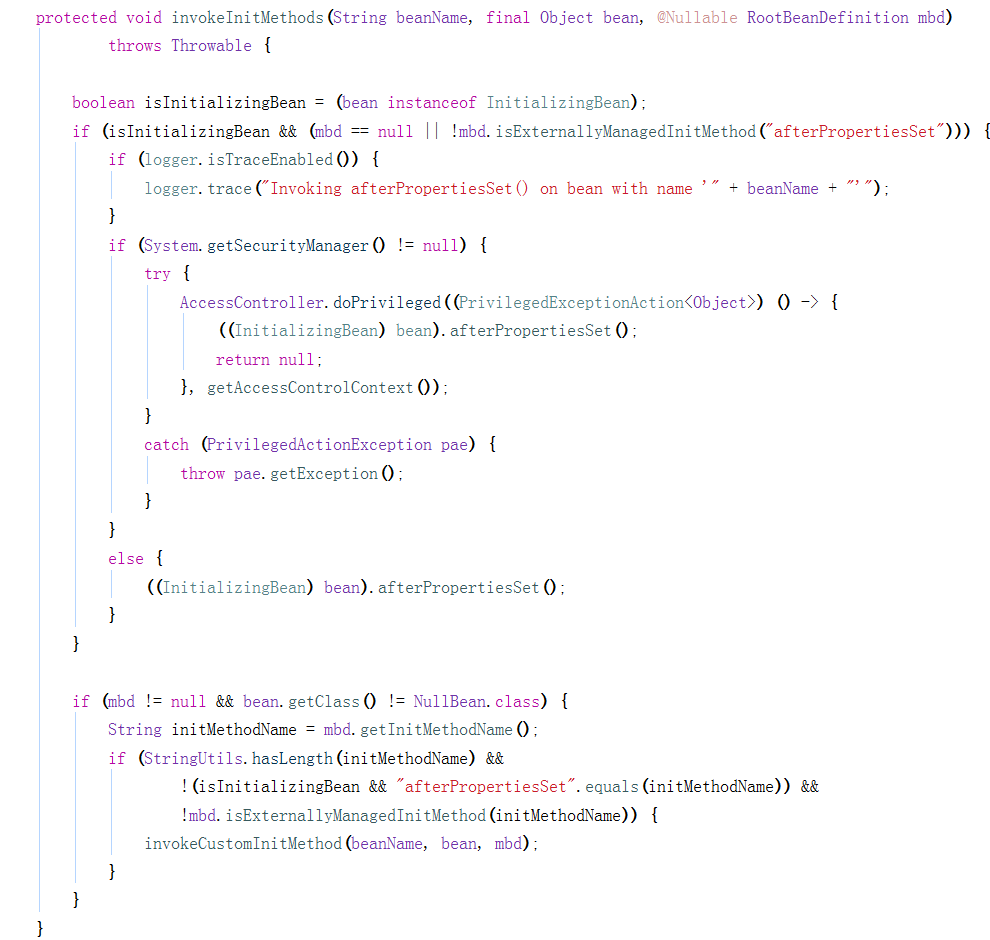 protected void invokeInitMethods(String beanName, final Object bean, @Nullable RootBeanDefinition mbd)
        throws Throwable {

    boolean isInitializingBean = (bean instanceof InitializingBean);
    if (isInitializingBean && (mbd == null || !mbd.isExternallyManagedInitMethod("afterPropertiesSet"))) {
        if (logger.isTraceEnabled()) {
            logger.trace("Invoking afterPropertiesSet() on bean with name '" + beanName + "'");
        }
        if (System.getSecurityManager() != null) {
            try {
                AccessController.doPrivileged((PrivilegedExceptionAction<Object>) () -> {
                    ((InitializingBean) bean).afterPropertiesSet();
                    return null;
                }, getAccessControlContext());
            }
            catch (PrivilegedActionException pae) {
                throw pae.getException();
            }
        }
        else {
            ((InitializingBean) bean).afterPropertiesSet();
        }
    }

    if (mbd != null && bean.getClass() != NullBean.class) {
        String initMethodName = mbd.getInitMethodName();
        if (StringUtils.hasLength(initMethodName) &&
                !(isInitializingBean && "afterPropertiesSet".equals(initMethodName)) &&
                !mbd.isExternallyManagedInitMethod(initMethodName)) {
            invokeCustomInitMethod(beanName, bean, mbd);
        }
    }
}